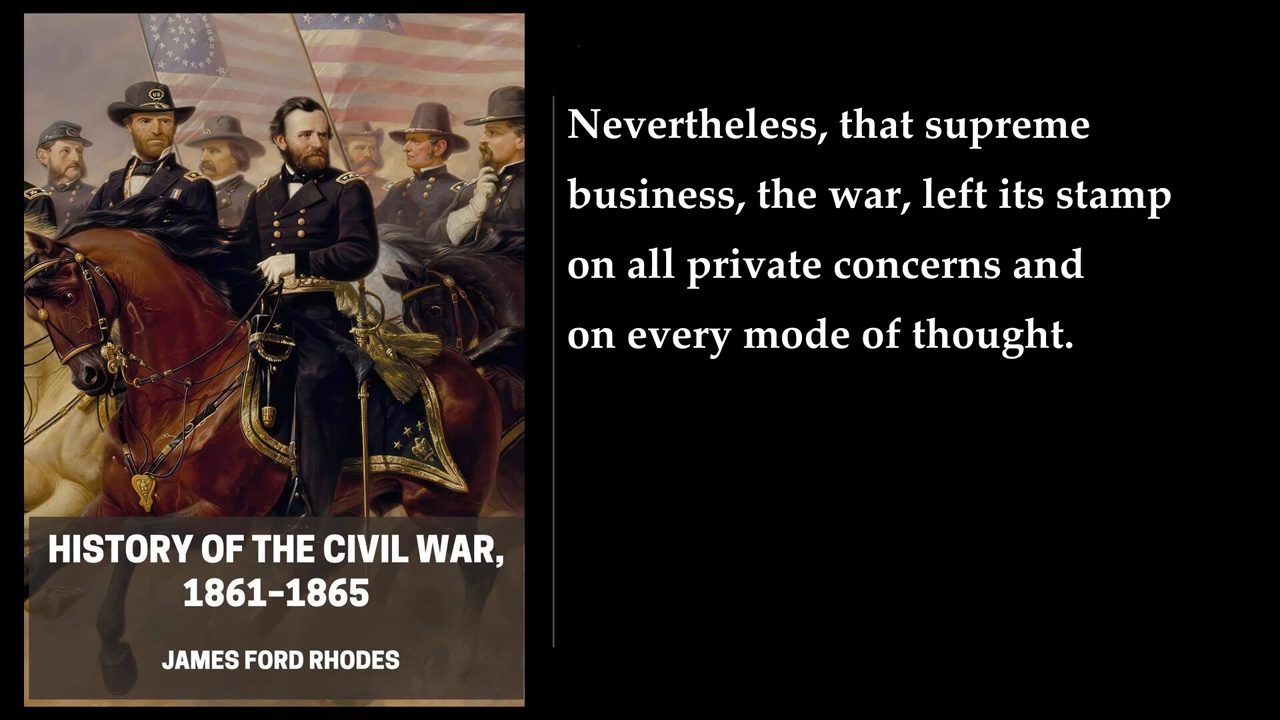 HISTORY OF THE CIVIL WAR,
1861–1865
JAMES FORD RHODES
Nevertheless, that supreme
business, the war, left its stamp
on all private concerns and
on every mode of thought.